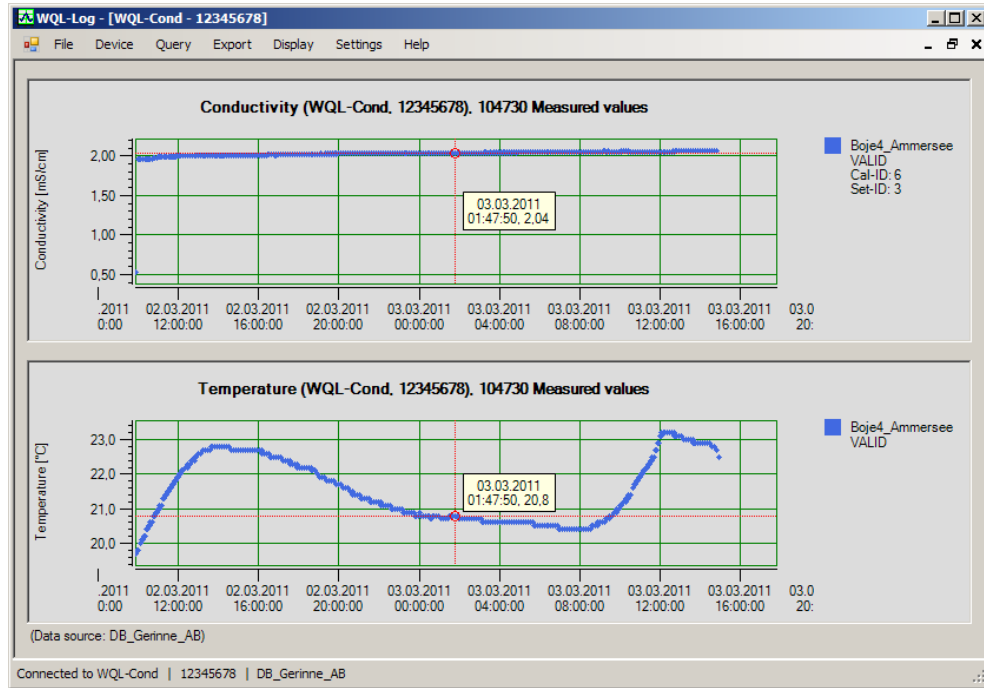 WQL-Log - [WQL-Cond - 12345678]
File Device Query Export Display Settings Help
Conductivity (WQL-Cond, 12345678), 104730 Measured values
Conductivity [mS/cm]
2,00
1,50
1,00
0,50
03.03.2011
01:47:50, 2,04
Boje4_Ammersee
VALID
Cal-ID: 6
Set-ID: 3
.2011 02.03.2011 02.03.2011 02.03.2011 03.03.2011 03.03.2011 03.03.2011 03.03.2011 03.03.2011 03.0
0:00 12:00:00 16:00:00 20:00:00 00:00:00 04:00:00 08:00:00 12:00:00 16:00:00 20:
Temperature (WQL-Cond, 12345678), 104730 Measured values
Temperature [°C]
23,0
22,0
21,0
20,0
03.03.2011
01:47:50, 20,8
Boje4_Ammersee
VALID
.2011 02.03.2011 02.03.2011 02.03.2011 03.03.2011 03.03.2011 03.03.2011 03.03.2011 03.03.2011 03.0
0:00 12:00:00 16:00:00 20:00:00 00:00:00 04:00:00 08:00:00 12:00:00 16:00:00 20:
(Data source: DB_Gerinne_AB)
Connected to WQL-Cond | 12345678 | DB_Gerinne_AB